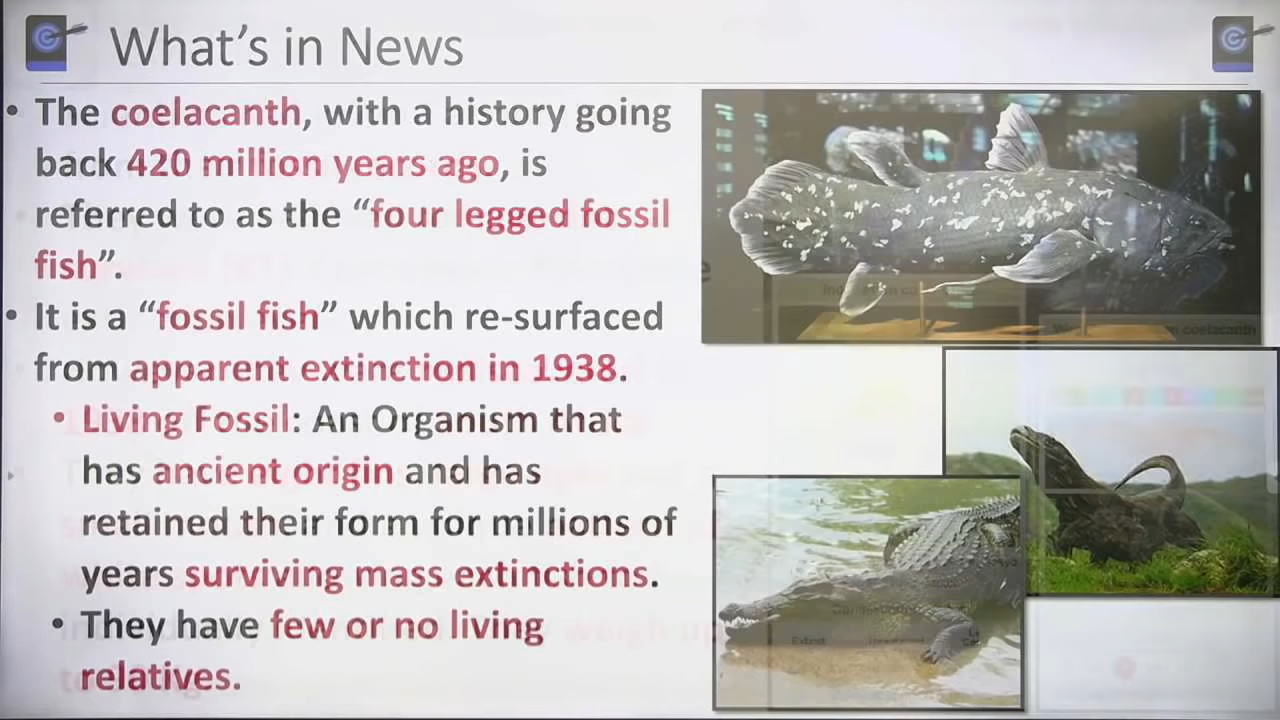 What's in News
• The coelacanth, with a history going
back 420 million years ago, is
referred to as the “four legged fossil
fish”.
• It is a “fossil fish” which re-surfaced
from apparent extinction in 1938.
• Living Fossil: An Organism that
has ancient origin and has
retained their form for millions of
years surviving mass extinctions.
• They have few or no living
relatives.
coelacanth
Extinct